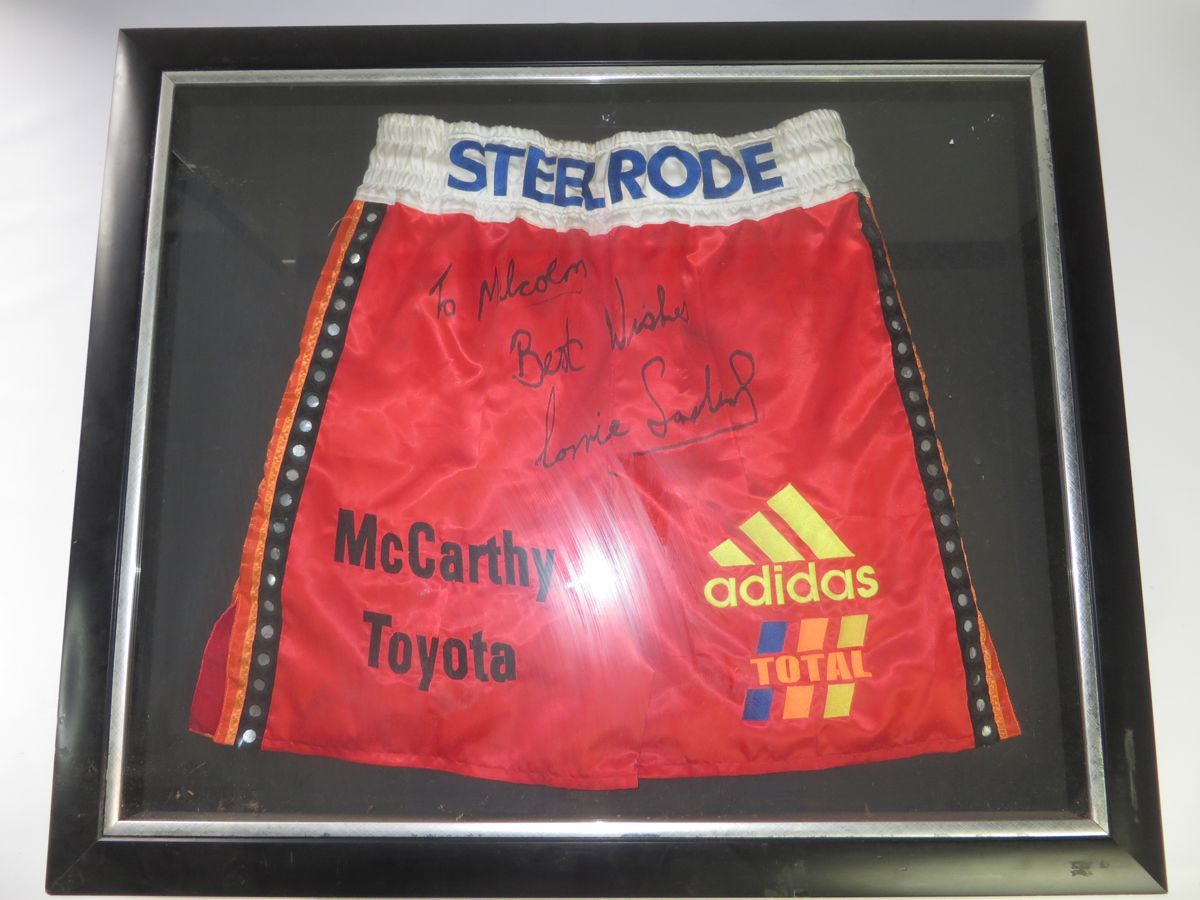 STEELRODE
To Malcolm
Best Wishes
McCarthy
Toyota
adidas
TOTAL